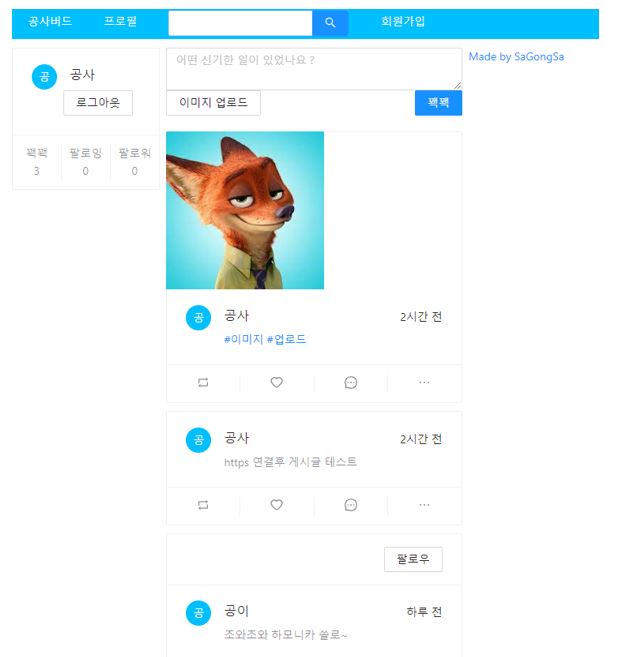 공사버드 프로필 회원가입
공 공사
로그아웃
짹짹 팔로잉 팔로워
3 0 0
어떤 신기한 일이 있었나요 ?
이미지 업로드 짹짹
Made by SaGongSa
공 공사 2시간 전
#이미지 #업로드
공 공사 2시간 전
https 연결후 게시글 테스트
팔로우
공 공이 하루 전
조와조와 하모니카 쏠로~